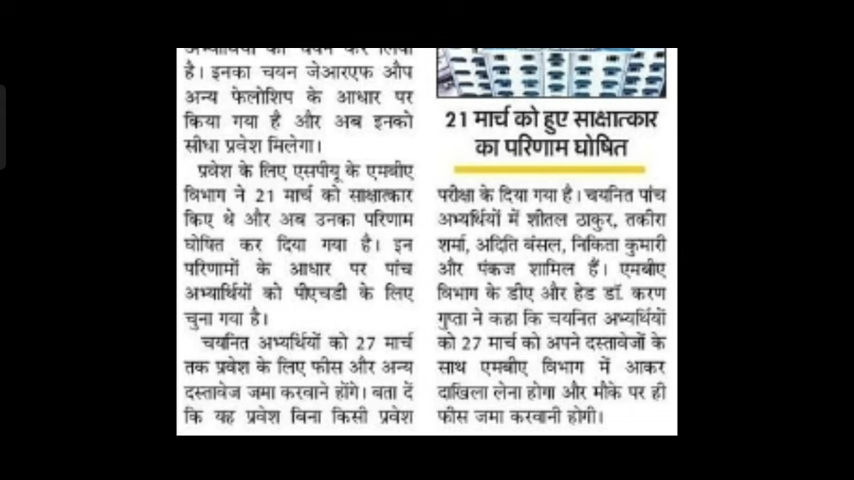 है। इनका चयन जेआरएफ औप
अन्य फेलोशिप के आधार पर
किया गया है और अब इनको
सीधा प्रवेश मिलेगा।
प्रवेश के लिए एसपीयू के एमबीए
विभाग ने 21 मार्च को साक्षात्कार
किए थे और अब उनका परिणाम
घोषित कर दिया गया है। इन
परिणामों के आधार पर पांच
अभ्यार्थियों को पीएचडी के लिए
चुना गया है।
चयनित अभ्यर्थियों को 27 मार्च
तक प्रवेश के लिए फीस और अन्य
दस्तावेज जमा करवाने होंगे। बता दें
कि यह प्रवेश बिना किसी प्रवेश
21 मार्च को हुए साक्षात्कार
का परिणाम घोषित
परीक्षा के दिया गया है। चयनित पांच
अभ्यर्थियों में शीतल ठाकुर, तकीरा
शर्मा, अदिति बंसल, निकिता कुमारी
और पंकज शामिल हैं। एमबीए
विभाग के डीए और हेड डॉ. करण
गुप्ता ने कहा कि चयनित अभ्यर्थियों
को 27 मार्च को अपने दस्तावेजों के
साथ एमबीए विभाग में आकर
दाखिला लेना होगा और मौके पर ही
फीस जमा करवानी होगी।